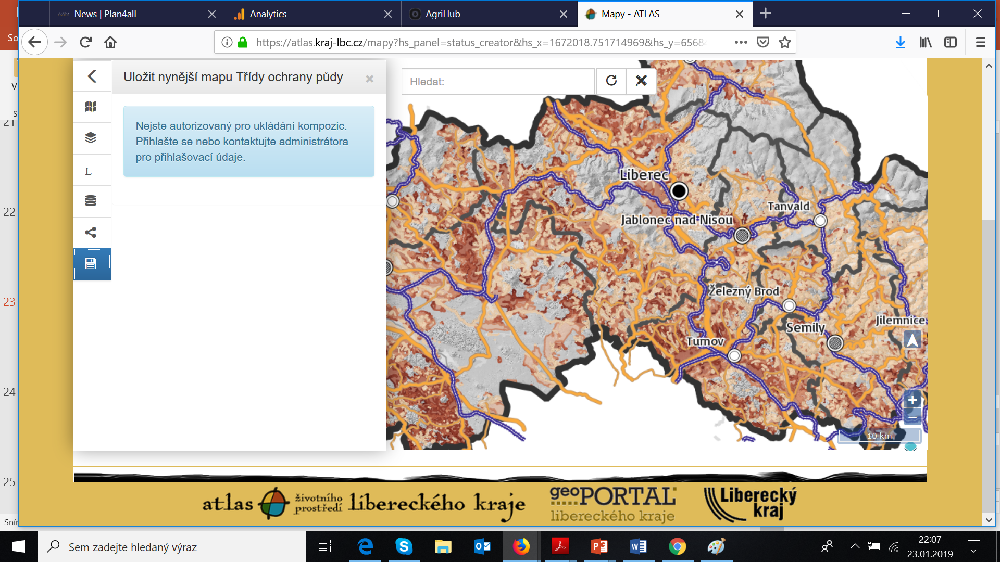 News | Plan4all
Analytics
AgriHub
Mapy - ATLAS
So
https://atlas.kraj-lbc.cz/mapy?hs_panel=status_creator&hs_x=1672018.751714969&hs_y=6568
Uložit nynější mapu Třídy ochrany půdy
Hledat:
Nejste autorizovaný pro ukládání kompozic.
Přihlašte se nebo kontaktujte administrátora
pro přihlašovací údaje.
L
21
22
23
24
25
Liberec
Tanvald
Jablonec nad Nisou
Železný Brod
Jilemnice
Semily
Turnov
10 km
atlas životního prostředí libereckého kraje
geoPORTAL
libereckého kraje
Liberecký
kraj
Sním
Sem zadejte hledaný výraz
22:07
23.01.2019